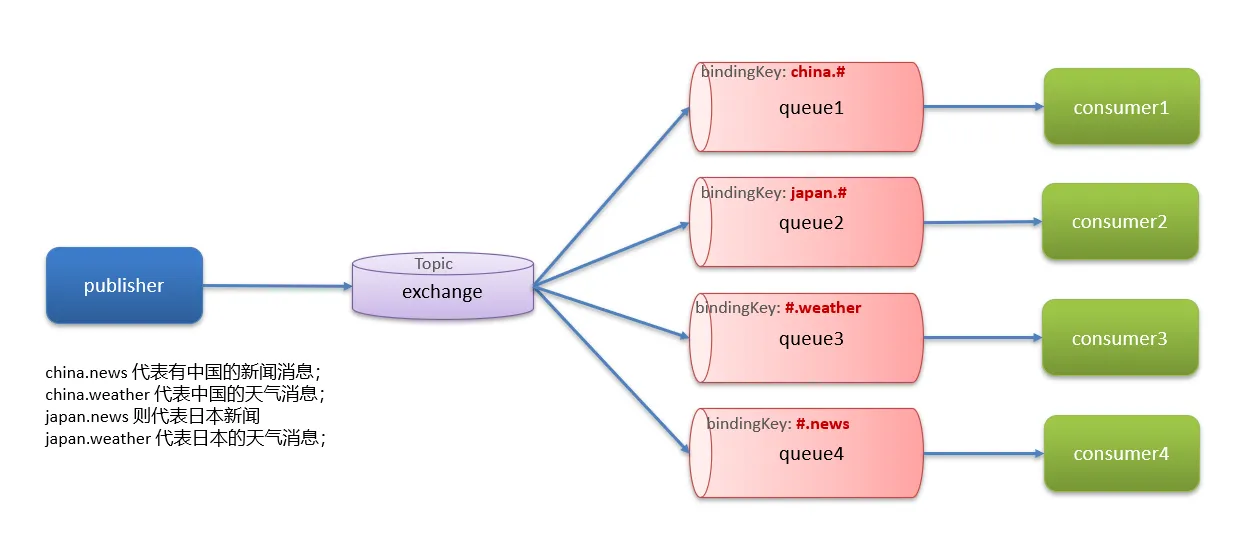 publisher
china.news 代表有中国的新闻消息；
china.weather 代表中国的天气消息；
japan.news 则代表日本新闻
japan.weather 代表日本的天气消息；
Topic
exchange
bindingKey: china.#
queue1
consumer1
bindingKey: japan.#
queue2
consumer2
bindingKey: #.weather
queue3
consumer3
bindingKey: #.news
queue4
consumer4